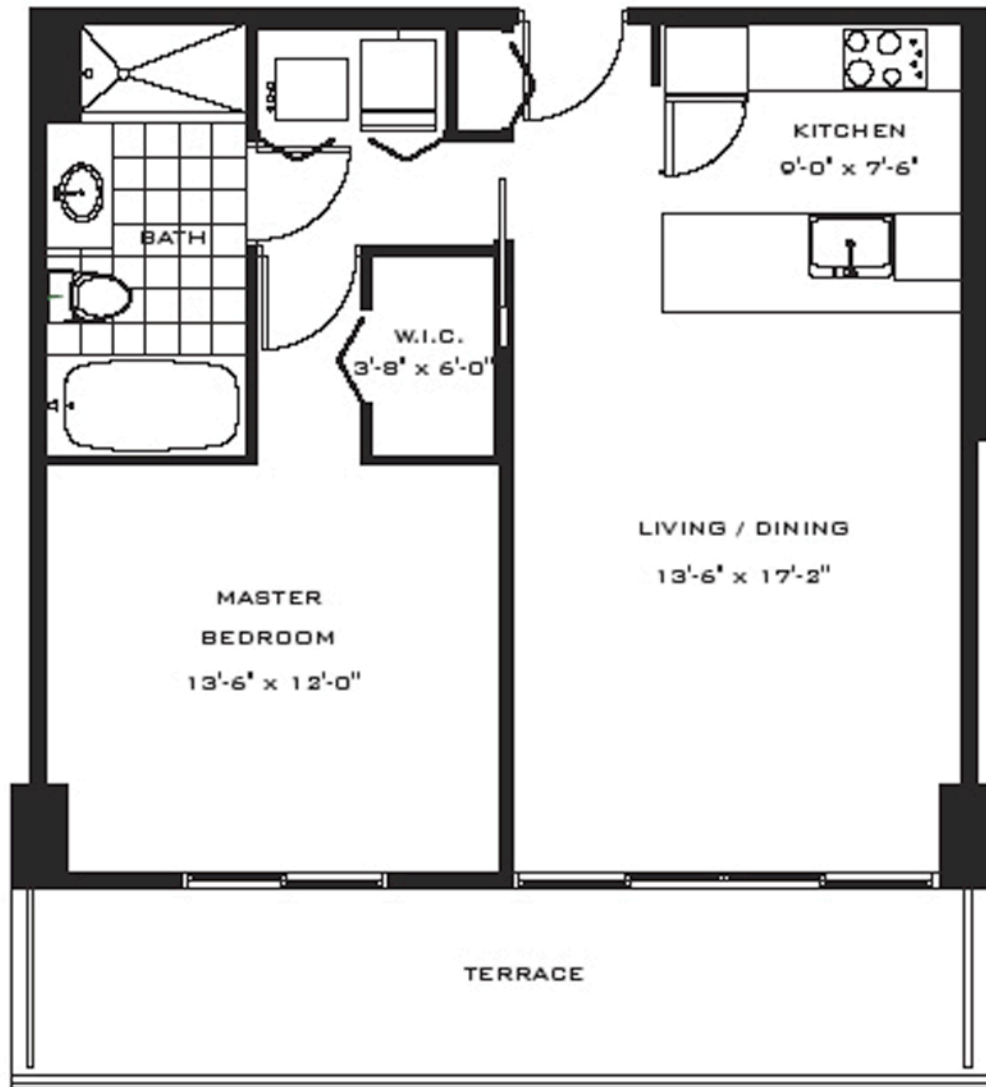 KITCHEN
9'-0" x 7'-6"
BATH
W.I.C.
3'-8" x 6'-0"
LIVING / DINING
13'-6" x 17'-2"
MASTER
BEDROOM
13'-6" x 12'-0"
TERRACE